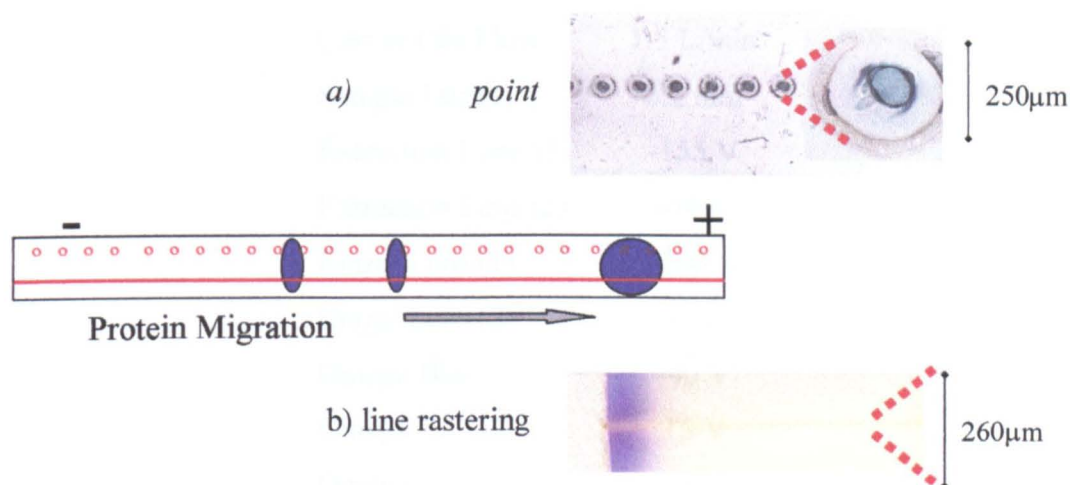 a) point
250µm
- +
Protein Migration
b) line rastering
260µm